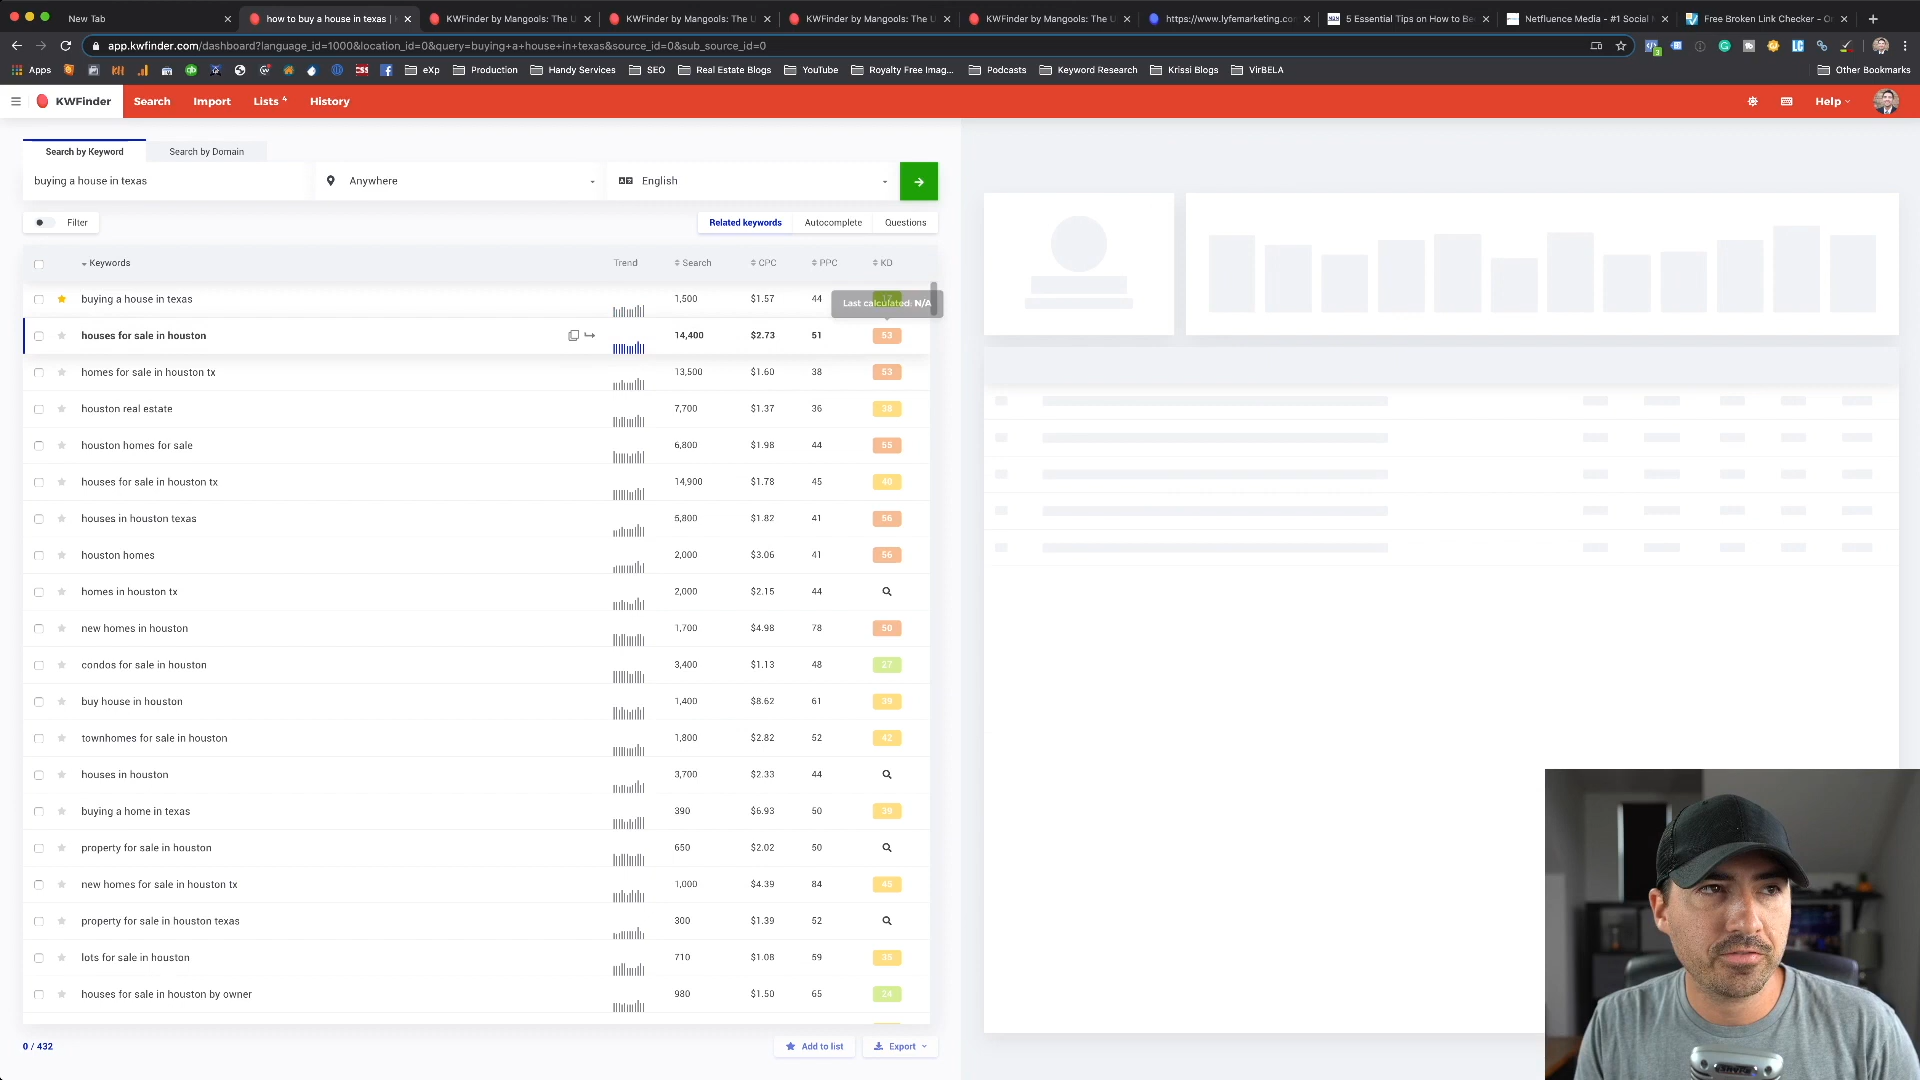 New Tab
how to buy a house in texas |
KWFinder by Mangools: The U
KWFinder by Mangools: The U
KWFinder by Mangools: The U
KWFinder by Mangools: The U
https://www.lyfemarketing.com
5 Essential Tips on How to Be
Netfluence Media - #1 Social
Free Broken Link Checker - O
app.kwfinder.com/dashboard?language_id=1000&location_id=0&query=buying+a+house+in+texas&source_id=0&sub_source_id=0
Apps
eXp
Production
Handy Services
SEO
Real Estate Blogs
YouTube
Royalty Free Imag...
Podcasts
Keyword Research
Krissi Blogs
VirBELA
Other Bookmarks
KWFinder
Search
Import
Lists 4
History
Help
Search by Keyword
Search by Domain
buying a house in texas
Anywhere
English
Filter
Related keywords
Autocomplete
Questions
Keywords Trend Search CPC PPC KD
buying a house in texas 1,500 $1.57 44 17
Last calculated: N/A
houses for sale in houston 14,400 $2.73 51 53
homes for sale in houston tx 13,500 $1.60 38 53
houston real estate 7,700 $1.37 36 38
houston homes for sale 6,800 $1.98 44 55
houses for sale in houston tx 14,900 $1.78 45 46
houses in houston texas 5,800 $1.82 41 56
houston homes 2,000 $3.06 41 56
homes in houston tx 2,000 $2.15 44
new homes in houston 1,700 $4.98 78 50
condos for sale in houston 3,400 $1.13 48 27
buy house in houston 1,400 $8.62 61 39
townhomes for sale in houston 1,800 $2.82 52 42
houses in houston 3,700 $2.33 44
buying a home in texas 390 $6.93 50 39
property for sale in houston 650 $2.02 50
new homes for sale in houston tx 1,000 $4.39 84 45
property for sale in houston texas 300 $1.39 52
lots for sale in houston 710 $1.08 59 35
houses for sale in houston by owner 980 $1.50 65 24
0 / 432
Add to list
Export